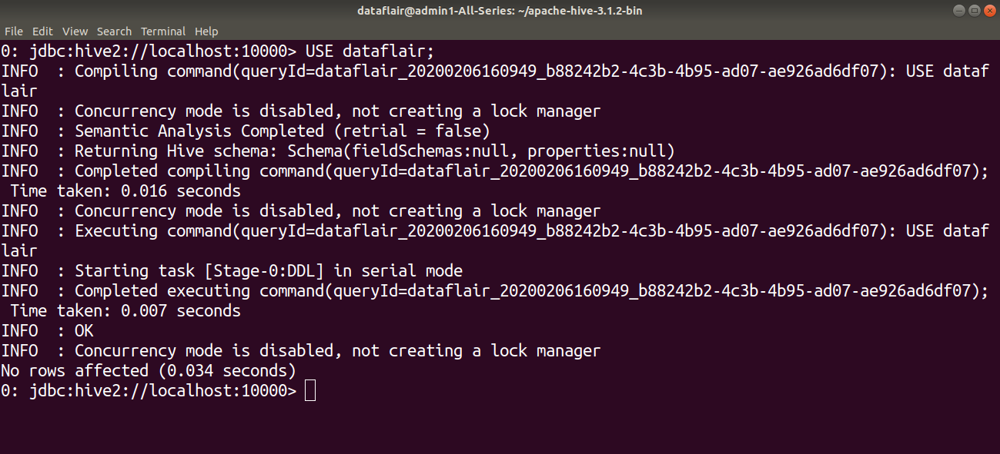 dataflair@admin1-All-Series: ~/apache-hive-3.1.2-bin
File Edit View Search Terminal Help
0: jdbc:hive2://localhost:10000> USE dataflair;
INFO  : Compiling command(queryId=dataflair_20200206160949_b88242b2-4c3b-4b95-ad07-ae926ad6df07): USE dataf
lair
INFO  : Concurrency mode is disabled, not creating a lock manager
INFO  : Semantic Analysis Completed (retrial = false)
INFO  : Returning Hive schema: Schema(fieldSchemas:null, properties:null)
INFO  : Completed compiling command(queryId=dataflair_20200206160949_b88242b2-4c3b-4b95-ad07-ae926ad6df07);
 Time taken: 0.016 seconds
INFO  : Concurrency mode is disabled, not creating a lock manager
INFO  : Executing command(queryId=dataflair_20200206160949_b88242b2-4c3b-4b95-ad07-ae926ad6df07): USE dataf
lair
INFO  : Starting task [Stage-0:DDL] in serial mode
INFO  : Completed executing command(queryId=dataflair_20200206160949_b88242b2-4c3b-4b95-ad07-ae926ad6df07);
 Time taken: 0.007 seconds
INFO  : OK
INFO  : Concurrency mode is disabled, not creating a lock manager
No rows affected (0.034 seconds)
0: jdbc:hive2://localhost:10000>